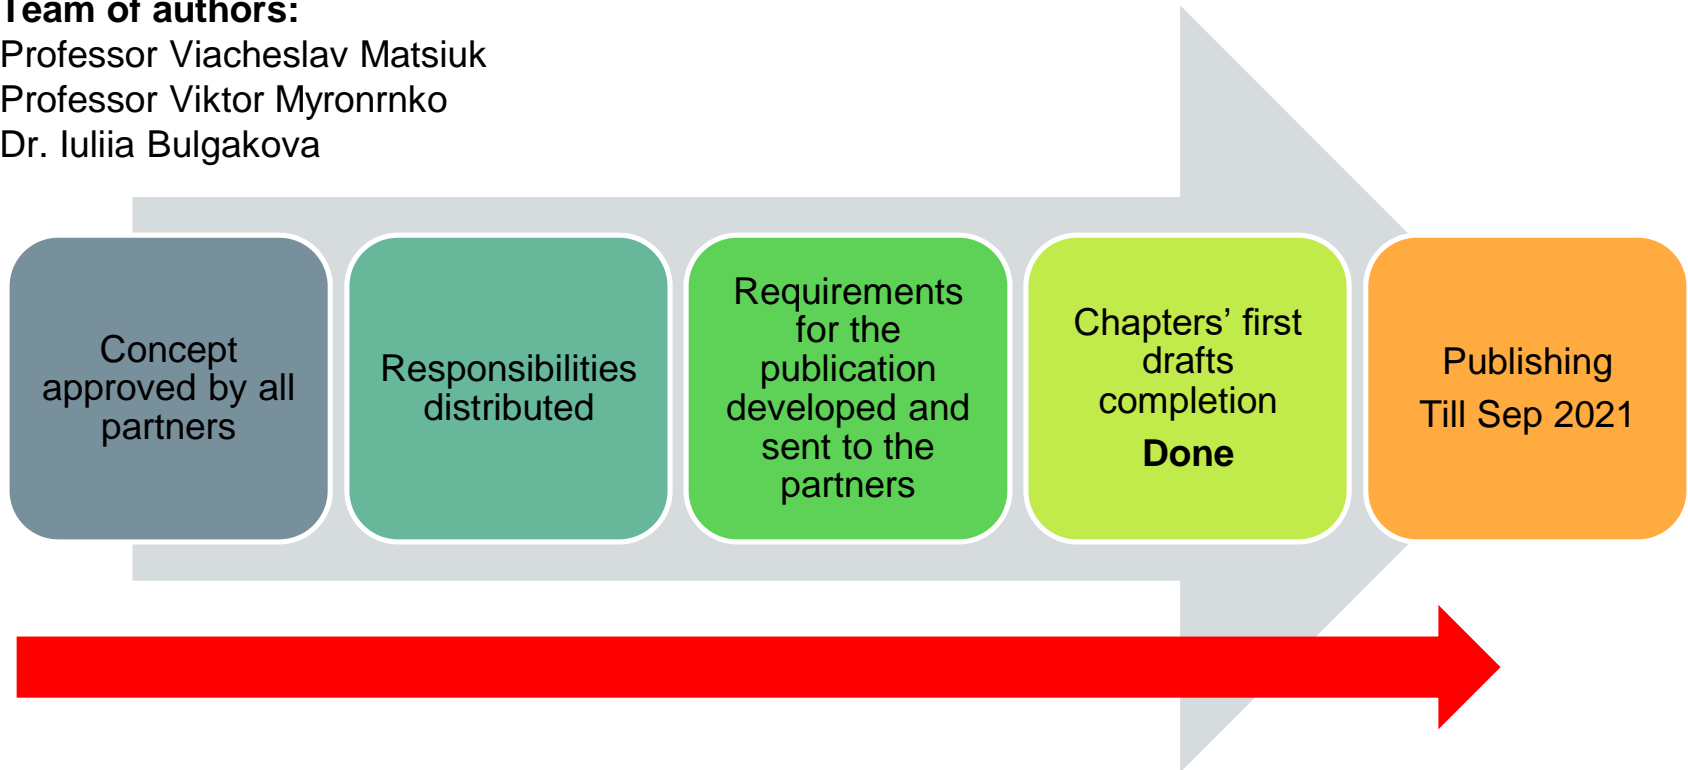 Team of authors:
Professor Viacheslav Matsiuk
Professor Viktor Myronrnko
Dr. Iuliia Bulgakova
Concept
approved by all
partners
Responsibilities
distributed
Requirements
for the
publication
developed and
sent to the
partners
Chapters’ first
drafts
completion
Done
Publishing
Till Sep 2021